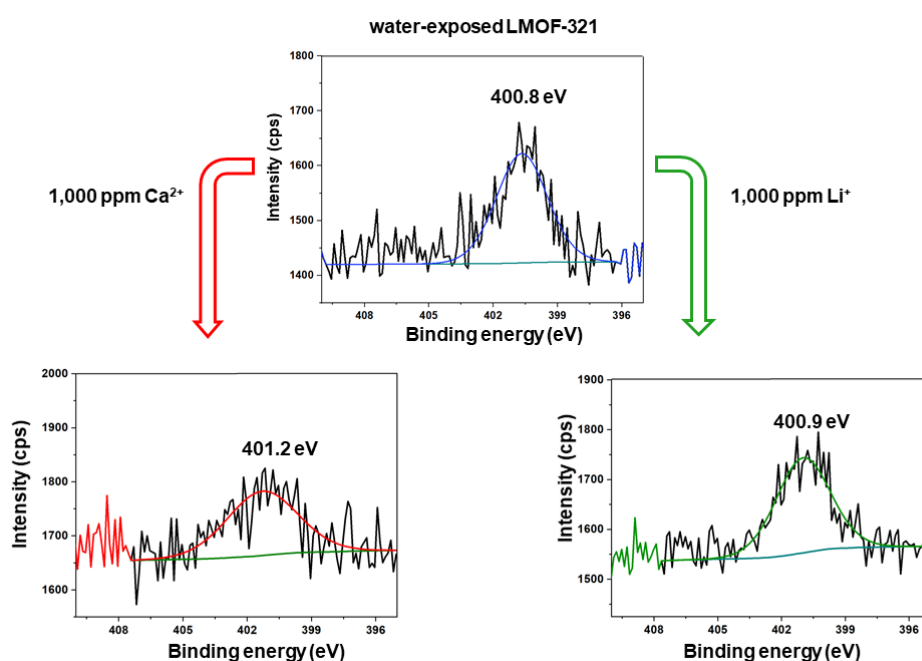 water-exposed LMOF-321
1800
1700
1600
1500
1400
Intensity (cps)
400.8 eV
408
405
402
399
396
Binding energy (eV)
1,000 ppm Ca²⁺
1,000 ppm Li⁺
2000
1900
1800
1700
1600
Intensity (cps)
401.2 eV
408
405
402
399
396
Binding energy (eV)
1900
1800
1700
1600
1500
Intensity (cps)
400.9 eV
408
405
402
399
396
Binding energy (eV)